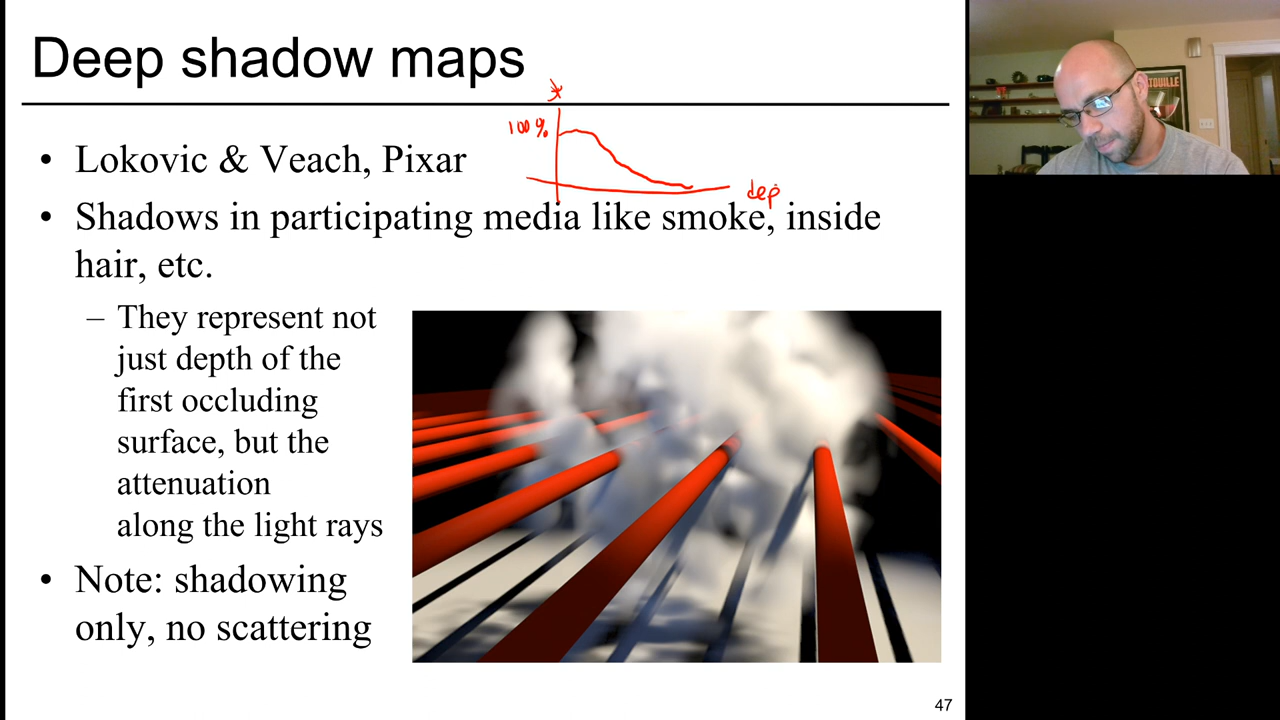 Deep shadow maps
100%
dep
• Lokovic & Veach, Pixar
• Shadows in participating media like smoke, inside
hair, etc.
– They represent not
just depth of the
first occluding
surface, but the
attenuation
along the light rays
• Note: shadowing
only, no scattering
47